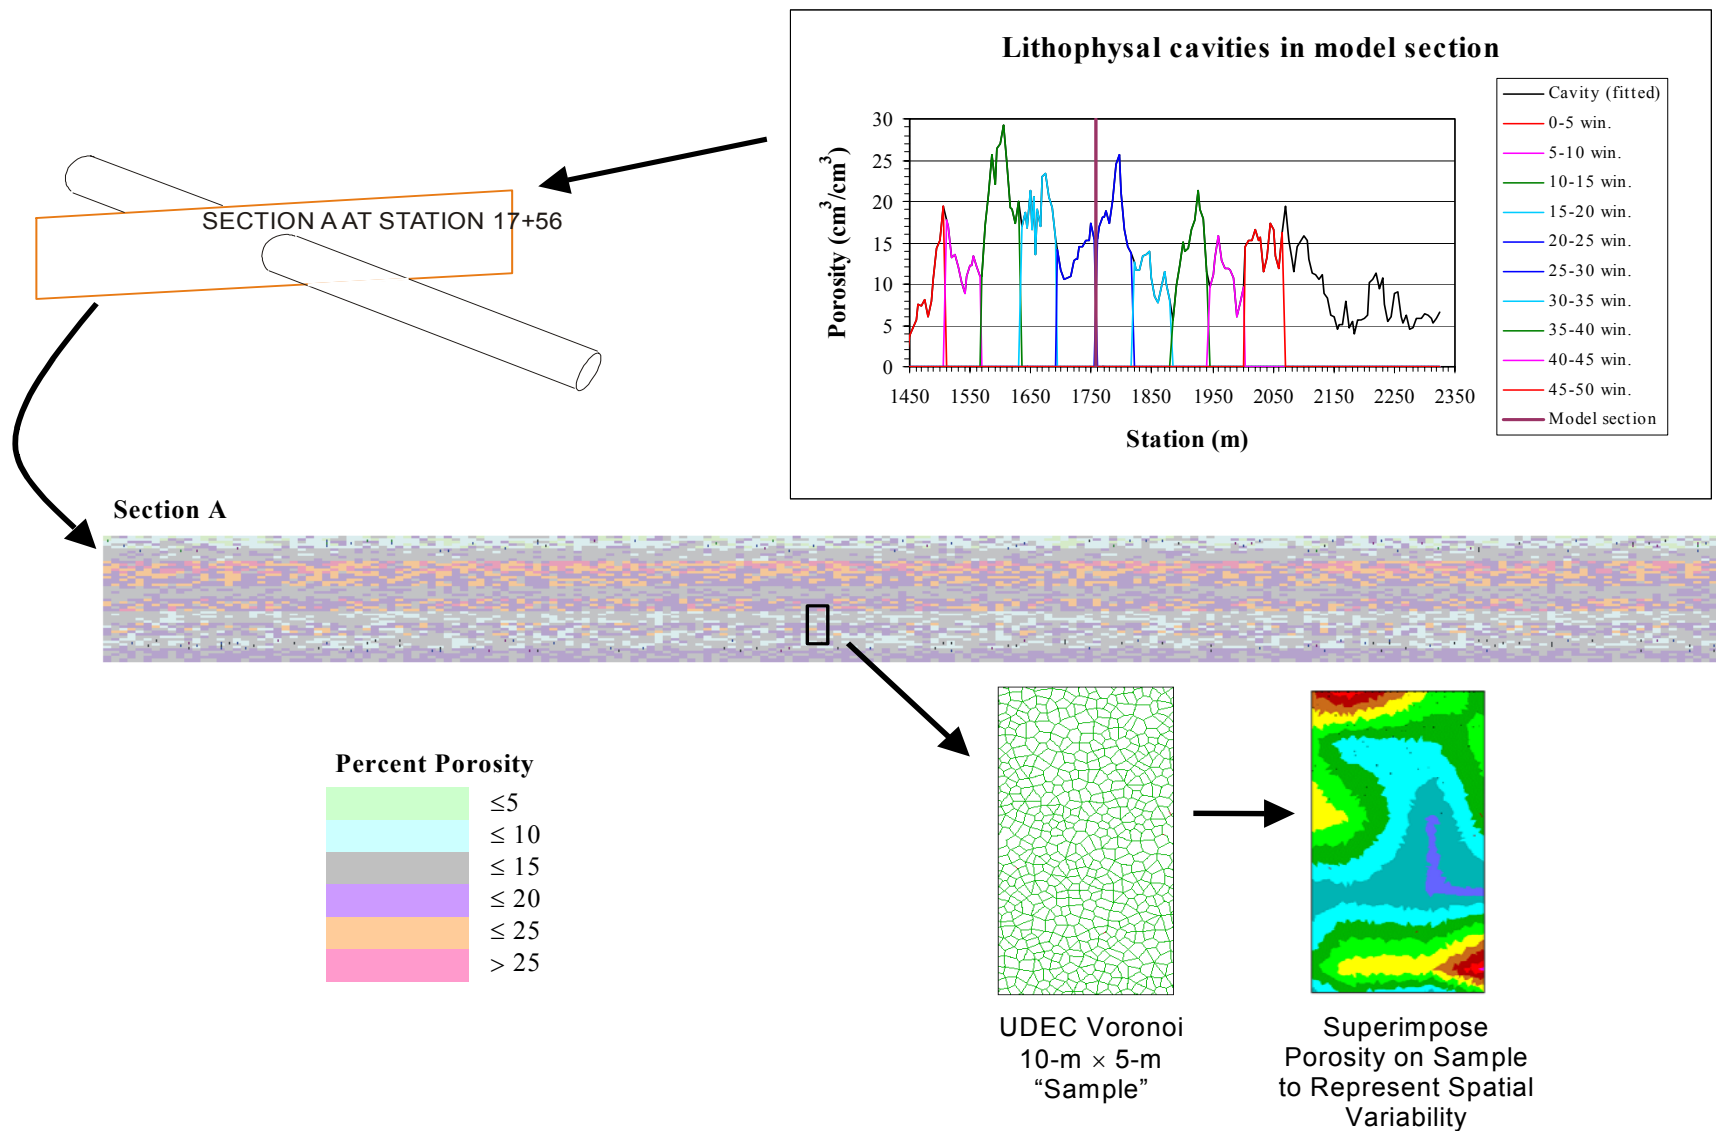 Lithophysal cavities in model section
Porosity (cm³/cm³)
30
25
20
15
10
5
0
1450 1550 1650 1750 1850 1950 2050 2150 2250 2350
Station (m)
Cavity (fitted)
0-5 win.
5-10 win.
10-15 win.
15-20 win.
20-25 win.
25-30 win.
30-35 win.
35-40 win.
40-45 win.
45-50 win.
Model section
SECTION A AT STATION 17+56
Section A
Percent Porosity
≤5
≤ 10
≤ 15
≤ 20
≤ 25
> 25
UDEC Voronoi
10-m × 5-m
“Sample”
Superimpose
Porosity on Sample
to Represent Spatial
Variability